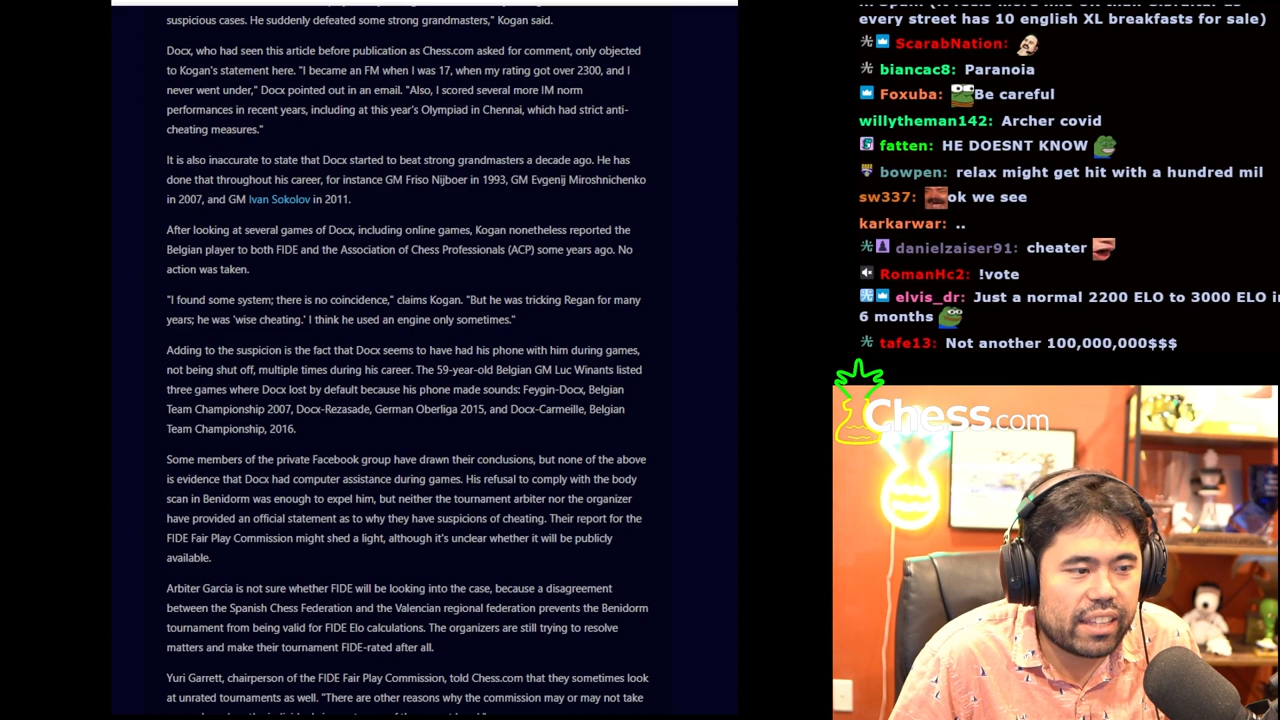 suspicious cases. He suddenly defeated some strong grandmasters," Kogan said.
Docx, who had seen this article before publication as Chess.com asked for comment, only objected
to Kogan's statement here. "I became an FM when I was 17, when my rating got over 2300, and I
never went under," Docx pointed out in an email. "Also, I scored several more IM norm
performances in recent years, including at this year's Olympiad in Chennai, which had strict anti-
cheating measures."
It is also inaccurate to state that Docx started to beat strong grandmasters a decade ago. He has
done that throughout his career, for instance GM Friso Nijboer in 1993, GM Evgenij Miroshnichenko
in 2007, and GM Ivan Sokolov in 2011.
After looking at several games of Docx, including online games, Kogan nonetheless reported the
Belgian player to both FIDE and the Association of Chess Professionals (ACP) some years ago. No
action was taken.
"I found some system; there is no coincidence," claims Kogan. "But he was tricking Regan for many
years; he was 'wise cheating.' I think he used an engine only sometimes."
Adding to the suspicion is the fact that Docx seems to have had his phone with him during games,
not being shut off, multiple times during his career. The 59-year-old Belgian GM Luc Winants listed
three games where Docx lost by default because his phone made sounds: Feygin-Docx, Belgian
Team Championship 2007, Docx-Rezasade, German Oberliga 2015, and Docx-Carmeille, Belgian
Team Championship, 2016.
Some members of the private Facebook group have drawn their conclusions, but none of the above
is evidence that Docx had computer assistance during games. His refusal to comply with the body
scan in Benidorm was enough to expel him, but neither the tournament arbiter nor the organizer
have provided an official statement as to why they have suspicions of cheating. Their report for the
FIDE Fair Play Commission might shed a light, although it's unclear whether it will be publicly
available.
Arbiter Garcia is not sure whether FIDE will be looking into the case, because a disagreement
between the Spanish Chess Federation and the Valencian regional federation prevents the Benidorm
tournament from being valid for FIDE Elo calculations. The organizers are still trying to resolve
matters and make their tournament FIDE-rated after all.
Yuri Garrett, chairperson of the FIDE Fair Play Commission, told Chess.com that they sometimes look
at unrated tournaments as well. "There are other reasons why the commission may or may not take
every street has 10 english XL breakfasts for sale)
ScarabNation:
biancac8: Paranoia
Foxuba: Be careful
willytheman142: Archer covid
fatten: HE DOESNT KNOW
bowpen: relax might get hit with a hundred mil
sw337: ok we see
karkarwar: ..
danielzaiser91: cheater
RomanHc2: !vote
elvis_dr: Just a normal 2200 ELO to 3000 ELO in
6 months
tafe13: Not another 100,000,000$$$
Chess.com